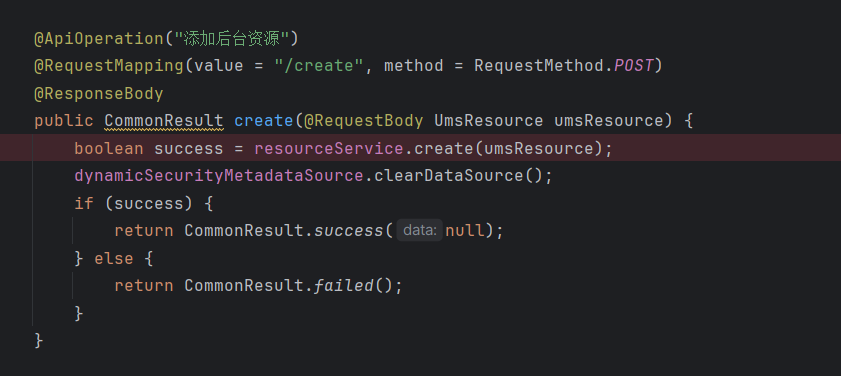 @ApiOperation("添加后台资源")
@RequestMapping(value = "/create", method = RequestMethod.POST)
@ResponseBody
public CommonResult create(@RequestBody UmsResource umsResource) {
    boolean success = resourceService.create(umsResource);
    dynamicSecurityMetadataSource.clearDataSource();
    if (success) {
        return CommonResult.success( data: null);
    } else {
        return CommonResult.failed();
    }
}